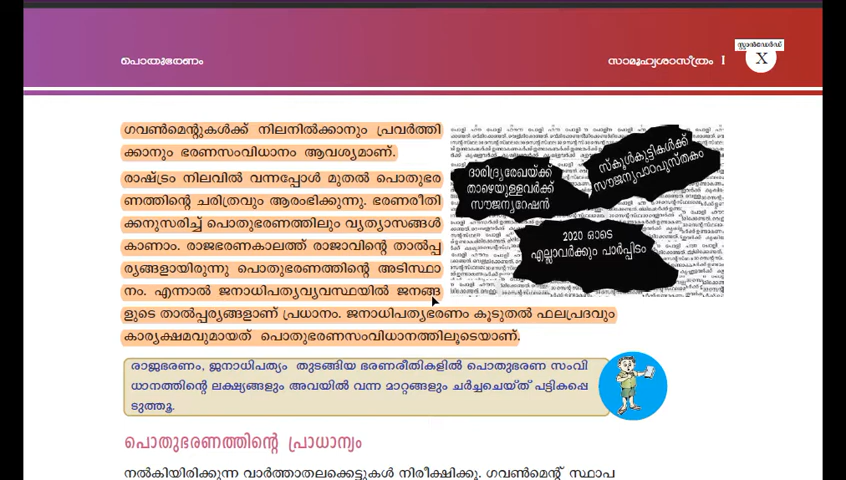 സ്റ്റാൻഡേർഡ്
പൊതുഭരണം
സാമൂഹ്യശാസ്ത്രം I
X
ഗവൺമെന്റുകൾക്ക് നിലനിൽക്കാനും പ്രവർത്തി
ക്കാനും ഭരണസംവിധാനം ആവശ്യമാണ്.
രാഷ്ട്രം നിലവിൽ വന്നപ്പോൾ മുതൽ പൊതുഭര
ണത്തിന്റെ ചരിത്രവും ആരംഭിക്കുന്നു. ഭരണരീതി
ക്കനുസരിച്ച് പൊതുഭരണത്തിലും വ്യത്യാസങ്ങൾ
കാണാം. രാജഭരണകാലത്ത് രാജാവിന്റെ താൽപ്പ
ര്യങ്ങളായിരുന്നു പൊതുഭരണത്തിന്റെ അടിസ്ഥാ
നം. എന്നാൽ ജനാധിപത്യവ്യവസ്ഥയിൽ ജനങ്ങ
ളുടെ താൽപ്പര്യങ്ങളാണ് പ്രധാനം. ജനാധിപത്യഭരണം കൂടുതൽ ഫലപ്രദവും
കാര്യക്ഷമവുമായത് പൊതുഭരണസംവിധാനത്തിലൂടെയാണ്.
ദാരിദ്ര്യരേഖയ്ക്ക്
താഴെയുള്ളവർക്ക്
സൗജന്യറേഷൻ
സ്കൂൾകുട്ടികൾക്ക്
സൗജന്യപാഠപുസ്തകം
2020 ഓടെ
എല്ലാവർക്കും പാർപ്പിടം
രാജഭരണം, ജനാധിപത്യം തുടങ്ങിയ ഭരണരീതികളിൽ പൊതുഭരണ സംവി
ധാനത്തിന്റെ ലക്ഷ്യങ്ങളും അവയിൽ വന്ന മാറ്റങ്ങളും ചർച്ചചെയ്ത് പട്ടികപ്പെ
ടുത്തൂ.
പൊതുഭരണത്തിന്റെ പ്രാധാന്യം
നൽകിയിരിക്കുന്ന വാർത്താതലക്കെട്ടുകൾ നിരീക്ഷിക്കൂ. ഗവൺമെന്റ് സ്ഥാപ